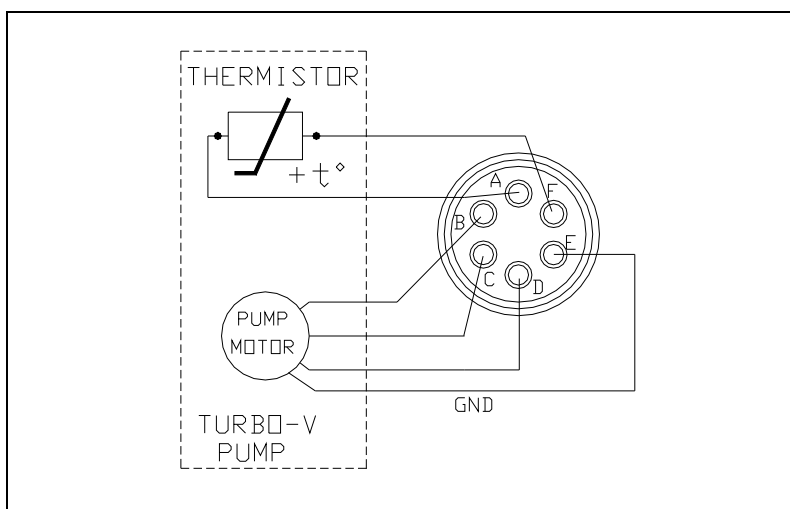 THERMISTOR
+t°
A
F
B
E
C
D
PUMP
MOTOR
GND
TURBO-V
PUMP